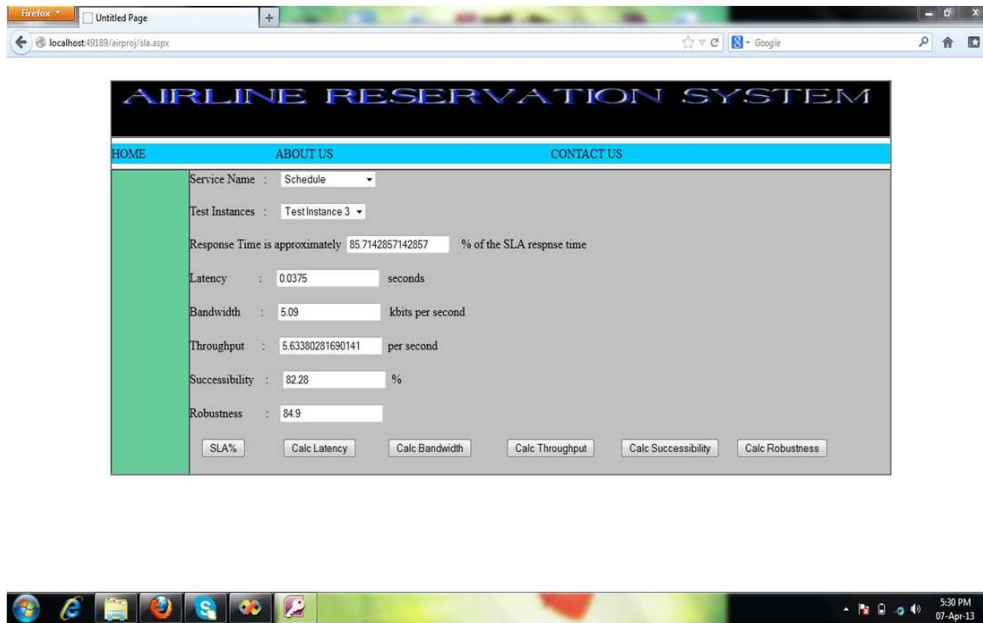 Firefox
Untitled Page
localhost:49189/airproj/sla.aspx
Google
AIRLINE RESERVATION SYSTEM
HOME ABOUT US CONTACT US
Service Name : Schedule
Test Instances : TestInstance 3
Response Time is approximately 85.7142857142857 % of the SLA respnse time
Latency : 0.0375 seconds
Bandwidth : 5.09 kbits per second
Throughput : 5.63380281690141 per second
Successibility : 82.28 %
Robustness : 84.9
SLA% Calc Latency Calc Bandwidth Calc Throughput Calc Successibility Calc Robustness
5:30 PM
07-Apr-13